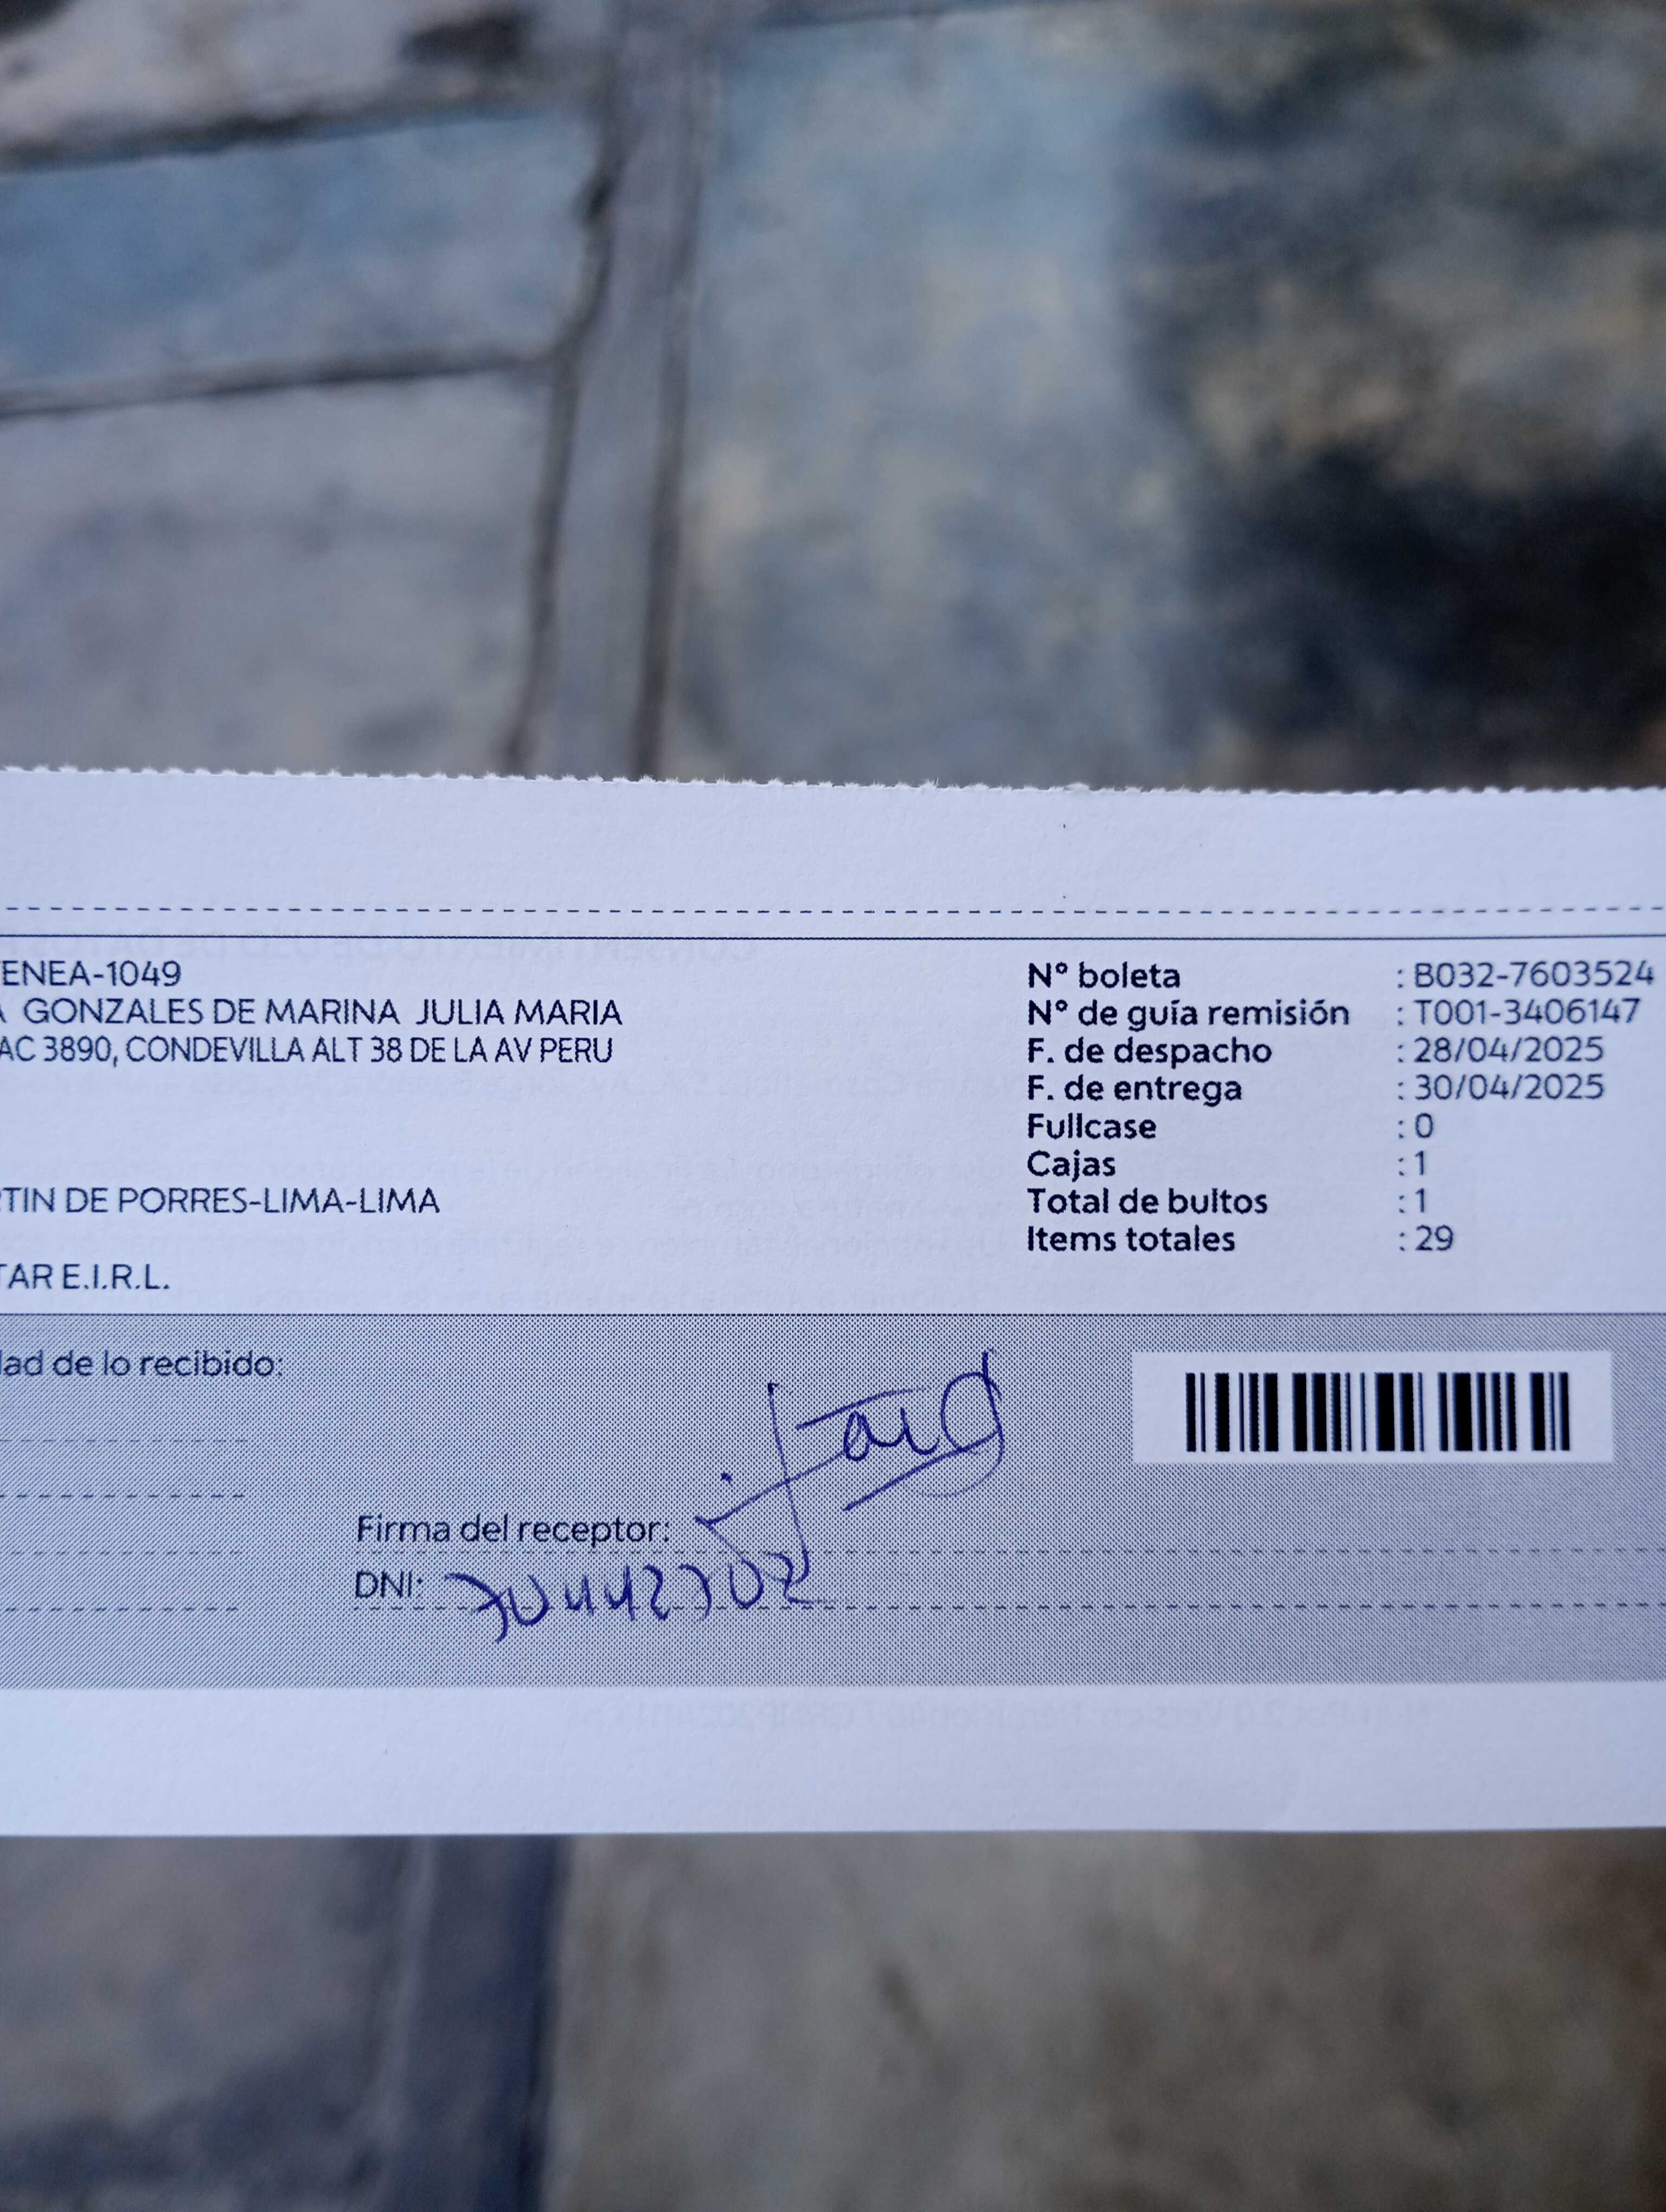 ENEA-1049
GONZALES DE MARINA JULIA MARIA
AC 3890, CONDEVILLA ALT 38 DE LA AV PERU
TIN DE PORRES-LIMA-LIMA
TAR E.I.R.L.
N° boleta : B032-7603524
N° de guía remisión : T001-3406147
F. de despacho : 28/04/2025
F. de entrega : 30/04/2025
Fullcase : 0
Cajas : 1
Total de bultos : 1
Items totales : 29
dad de lo recibido:
Firma del receptor:
DNI: 70442702